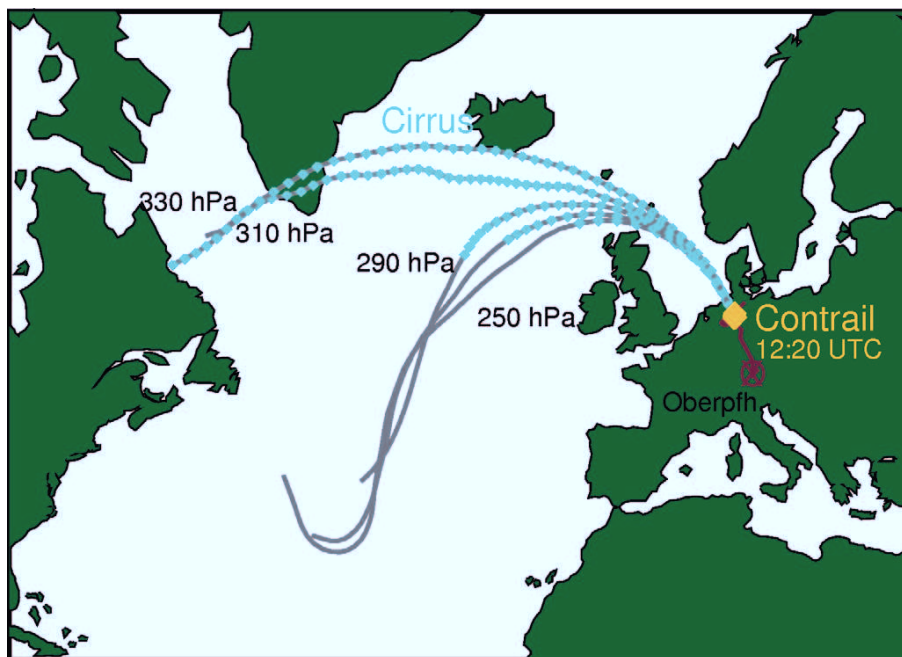 Cirrus
330 hPa
310 hPa
290 hPa
250 hPa
Contrail
12:20 UTC
Oberpfh